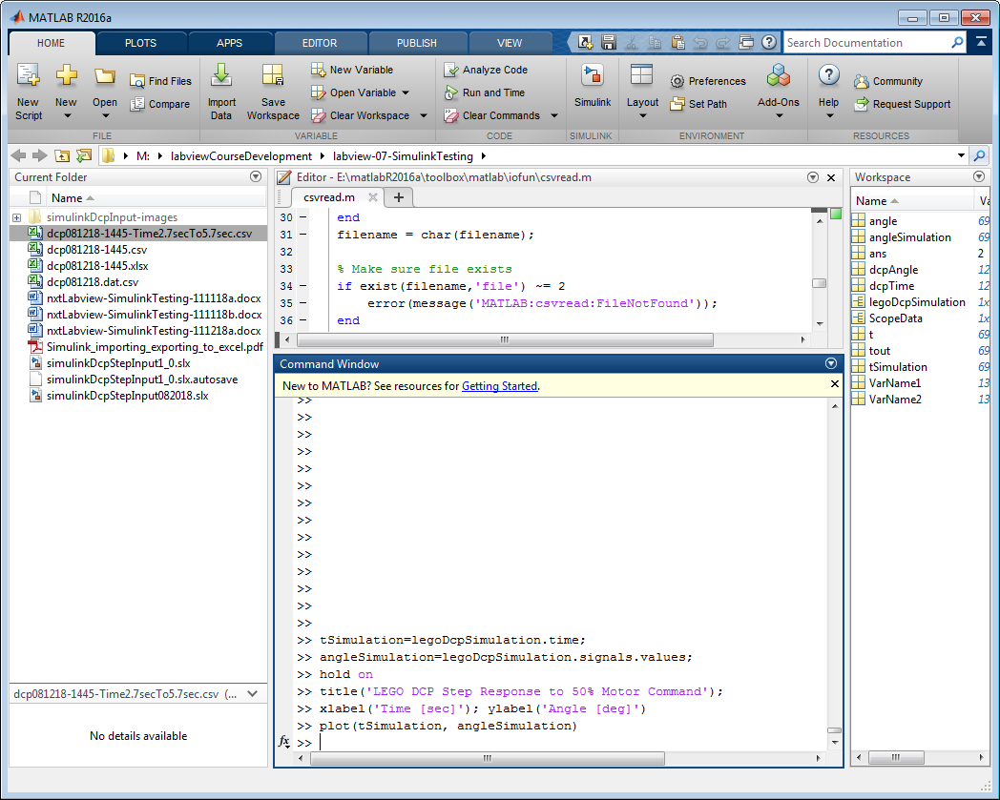 MATLAB R2016a
HOME PLOTS APPS EDITOR PUBLISH VIEW
Search Documentation
New Script
New
Open
Find Files
Compare
FILE
Import Data
Save Workspace
New Variable
Open Variable
Clear Workspace
VARIABLE
Analyze Code
Run and Time
Clear Commands
CODE
Simulink
SIMULINK
Layout
Preferences
Set Path
Add-Ons
ENVIRONMENT
Help
Community
Request Support
RESOURCES
M: labviewCourseDevelopment labview-07-SimulinkTesting
Current Folder
Name
simulinkDcpInput-images
dcp081218-1445-Time2.7secTo5.7sec.csv
dcp081218-1445.csv
dcp081218-1445.xlsx
dcp081218.dat.csv
nxtLabview-SimulinkTesting-111118a.docx
nxtLabview-SimulinkTesting-111118b.docx
nxtLabview-SimulinkTesting-111218a.docx
Simulink_importing_exporting_to_excel.pdf
simulinkDcpStepInput1_0.slx
simulinkDcpStepInput1_0.slx.autosave
simulinkDcpStepInput082018.slx
dcp081218-1445-Time2.7secTo5.7sec.csv (...
No details available
Editor - E:\matlabR2016a\toolbox\matlab\iofun\csvread.m
csvread.m
30 – end
31 – filename = char(filename);
32
33 % Make sure file exists
34 – if exist(filename,'file') ~= 2
35 – error(message('MATLAB:csvread:FileNotFound'));
36 – end
Command Window
New to MATLAB? See resources for Getting Started.
>>
>>
>>
>>
>>
>>
>>
>>
>>
>>
>>
>>
>>
>>
>> tSimulation=legoDcpSimulation.time;
>> angleSimulation=legoDcpSimulation.signals.values;
>> hold on
>> title('LEGO DCP Step Response to 50% Motor Command');
>> xlabel('Time [sec]'); ylabel('Angle [deg]')
>> plot(tSimulation, angleSimulation)
fx >>
Workspace
Name Va
angle 69
angleSimulation 69
ans 2
dcpAngle 12
dcpTime 12
legoDcpSimulation 1x
ScopeData 1x
t 69
tout 69
tSimulation 69
VarName1 13
VarName2 13